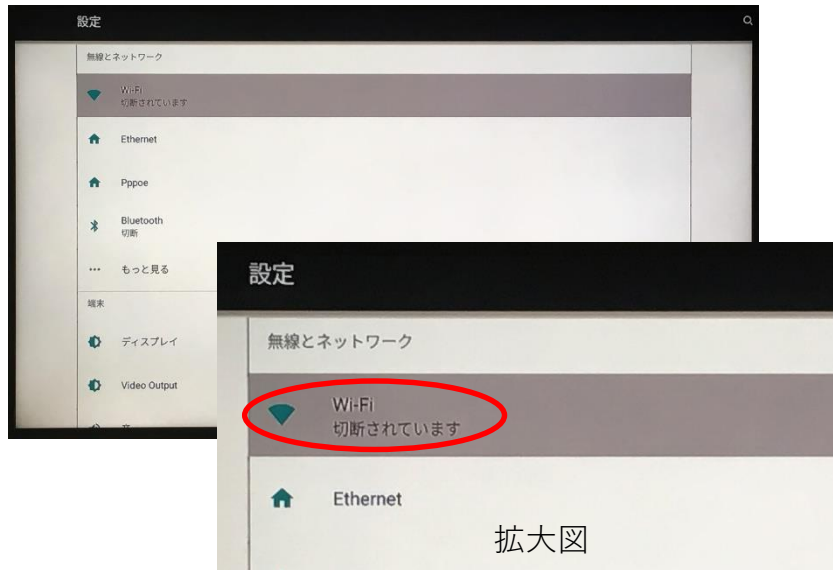 設定
無線とネットワーク
Wi-Fi
切断されています
Ethernet
Pppoe
Bluetooth
切断
もっと見る
端末
ディスプレイ
Video Output
音
設定
無線とネットワーク
Wi-Fi
切断されています
Ethernet
拡大図